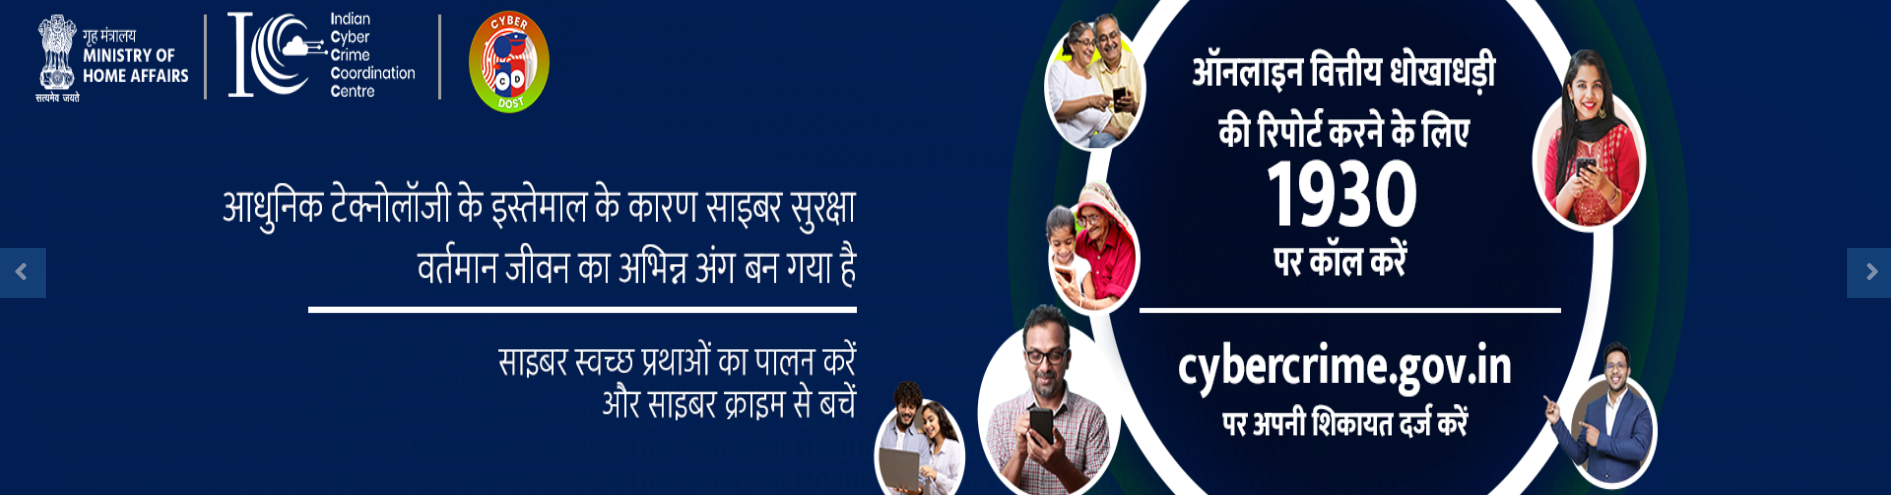 गृह मंत्रालय
MINISTRY OF
HOME AFFAIRS
सत्यमेव जयते
Indian
Cyber
Crime
Coordination
Centre
CYBER
CD
DOST
आधुनिक टेक्नोलॉजी के इस्तेमाल के कारण साइबर सुरक्षा
वर्तमान जीवन का अभिन्न अंग बन गया है
साइबर स्वच्छ प्रथाओं का पालन करें
और साइबर क्राइम से बचें
ऑनलाइन वित्तीय धोखाधड़ी
की रिपोर्ट करने के लिए
1930
पर कॉल करें
cybercrime.gov.in
पर अपनी शिकायत दर्ज करें